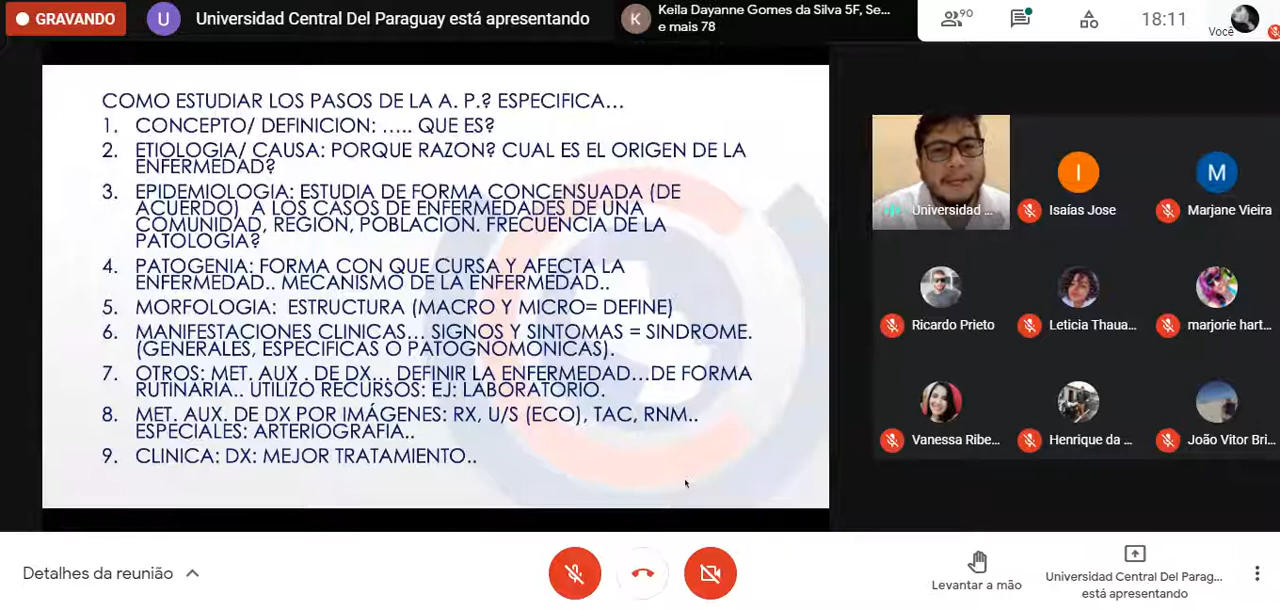 GRAVANDO
U
Universidad Central Del Paraguay está apresentando
K
Keila Dayanne Gomes da Silva 5F, Se...
e mais 78
90
18:11
Você
COMO ESTUDIAR LOS PASOS DE LA A. P.? ESPECIFICA...
1. CONCEPTO/ DEFINICION: ..... QUE ES?
2. ETIOLOGIA/ CAUSA: PORQUE RAZON? CUAL ES EL ORIGEN DE LA
ENFERMEDAD?
3. EPIDEMIOLOGIA: ESTUDIA DE FORMA CONCENSUADA (DE
ACUERDO) A LOS CASOS DE ENFERMEDADES DE UNA
COMUNIDAD, REGION, POBLACION. FRECUENCIA DE LA
PATOLOGIA?
4. PATOGENIA: FORMA CON QUE CURSA Y AFECTA LA
ENFERMEDAD.. MECANISMO DE LA ENFERMEDAD..
5. MORFOLOGIA: ESTRUCTURA (MACRO Y MICRO= DEFINE)
6. MANIFESTACIONES CLINICAS... SIGNOS Y SINTOMAS = SINDROME.
(GENERALES, ESPECIFICAS O PATOGNOMONICAS).
7. OTROS: MET. AUX . DE DX... DEFINIR LA ENFERMEDAD...DE FORMA
RUTINARIA.. UTILIZO RECURSOS: EJ: LABORATORIO.
8. MET. AUX. DE DX POR IMÁGENES: RX, U/S (ECO), TAC, RNM..
ESPECIALES: ARTERIOGRAFIA..
9. CLINICA: DX: MEJOR TRATAMIENTO..
Universidad ...
I
Isaías Jose
M
Marjane Vieira
Ricardo Prieto
Leticia Thaua...
marjorie hart...
Vanessa Ribe...
Henrique da ...
João Vitor Bri...
Detalhes da reunião
Levantar a mão
Universidad Central Del Parag...
está apresentando